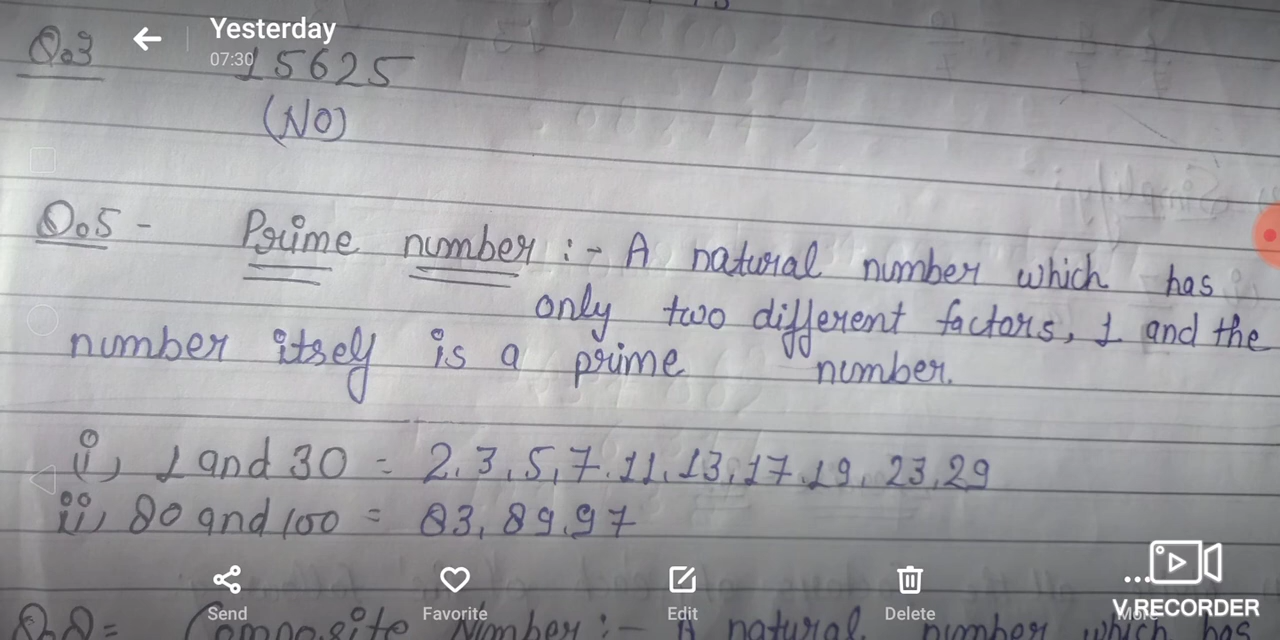 Yesterday
07:30
Q.3 15625
(NO)
Q.5 - Prime number :- A natural number which has
only two different factors, 1 and the
number itself is a prime number.
i) 1 and 30 = 2, 3, 5, 7, 11, 13, 17, 19, 23, 29
ii) 80 and 100 = 83, 89, 97
Send Favorite Edit Delete More
V.RECORDER
Composite Number :- A natural number which has